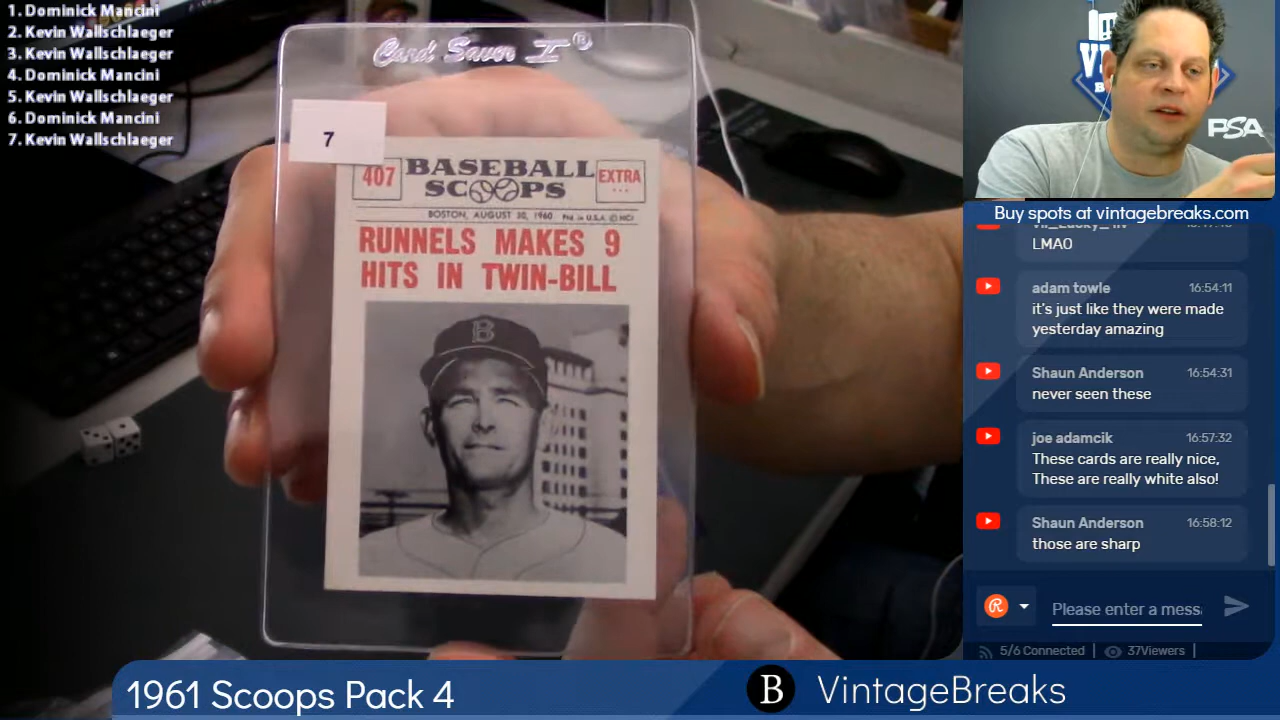 1. Dominick Mancini
2. Kevin Wallschlaeger
3. Kevin Wallschlaeger
4. Dominick Mancini
5. Kevin Wallschlaeger
6. Dominick Mancini
7. Kevin Wallschlaeger
Card Saver I®
7
407
BASEBALL
SCOOPS
EXTRA
BOSTON, AUGUST 30, 1960 Ptd. in U.S.A. © NCI
RUNNELS MAKES 9
HITS IN TWIN-BILL
B
PSA
Buy spots at vintagebreaks.com
LMAO
adam towle 16:54:11
it's just like they were made
yesterday amazing
Shaun Anderson 16:54:31
never seen these
joe adamcik 16:57:32
These cards are really nice,
These are really white also!
Shaun Anderson 16:58:12
those are sharp
Please enter a mess
5/6 Connected | 37Viewers |
1961 Scoops Pack 4
B VintageBreaks